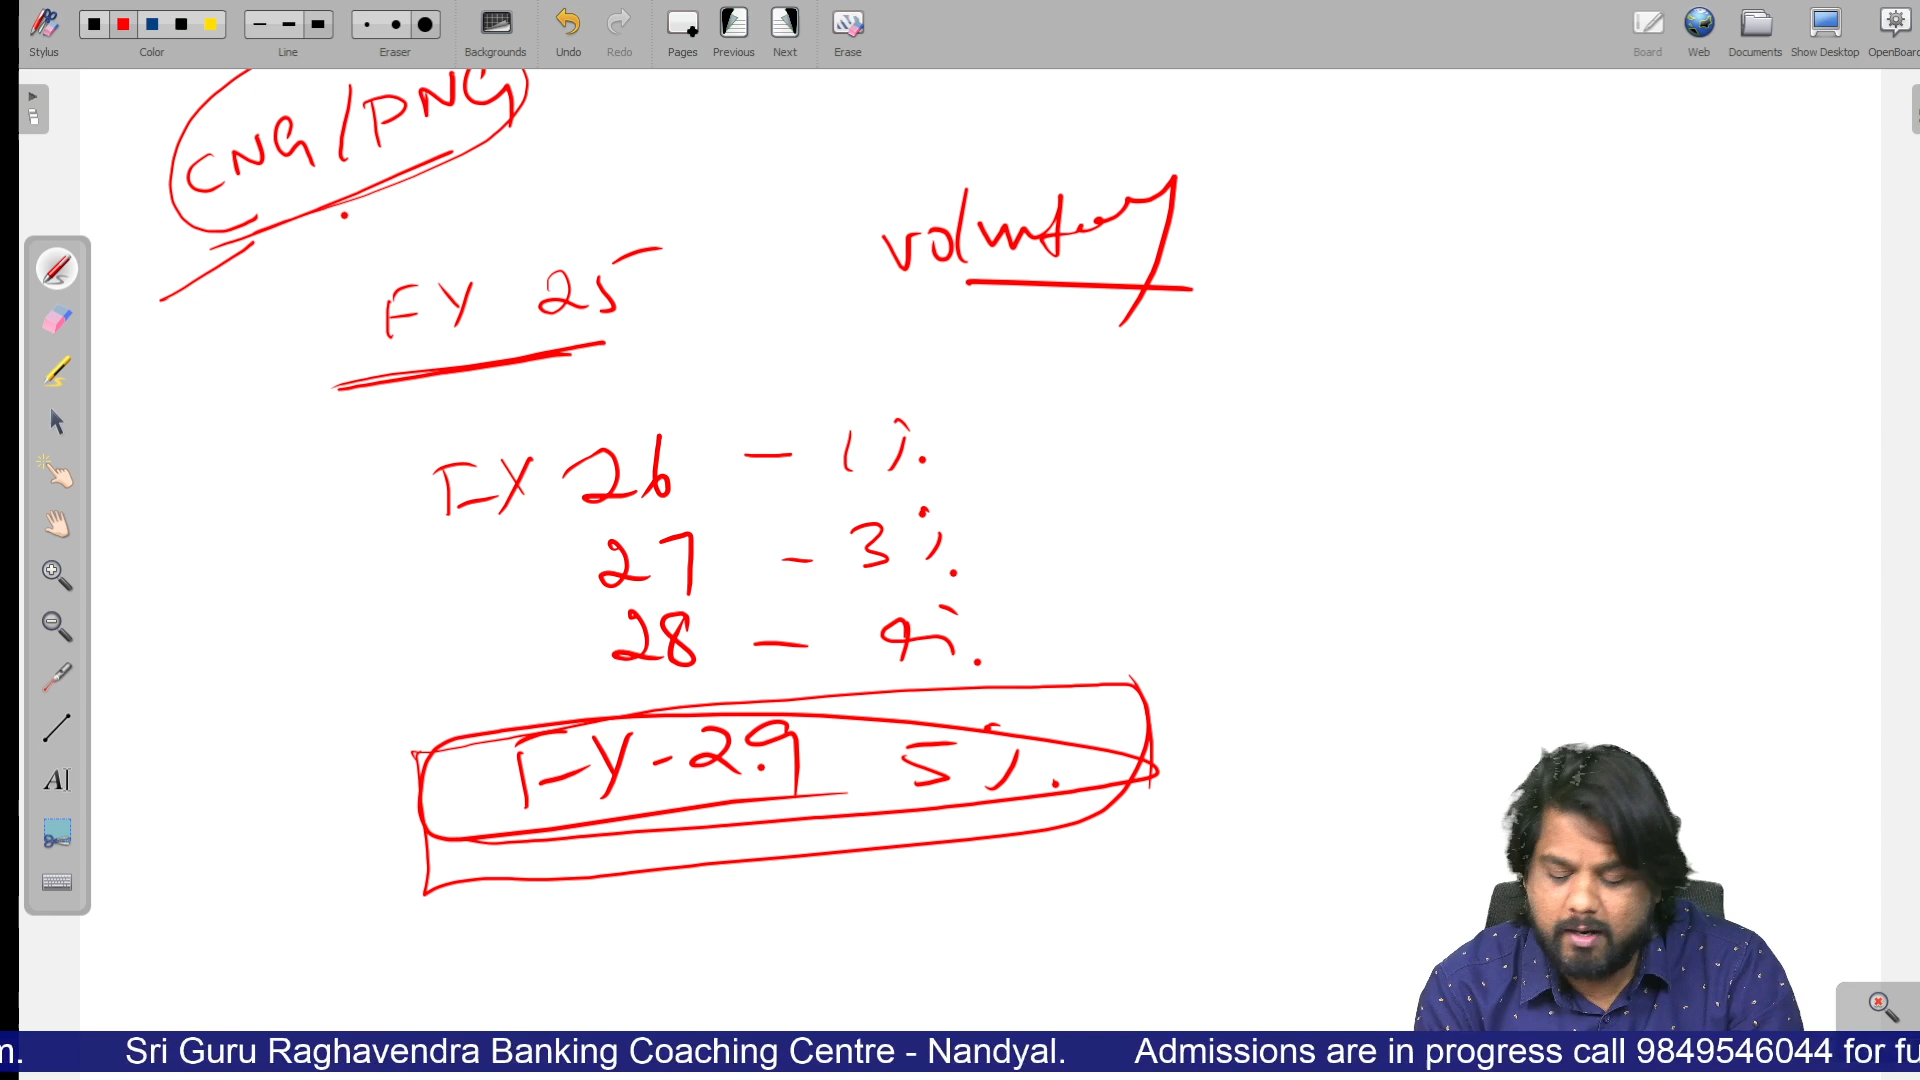 Stylus Color Line Eraser Backgrounds Undo Redo Pages Previous Next Erase Board Web Documents Show Desktop OpenBoar
CNG/PNG
voluntary
FY 25
FY 26 - 1%.
27 - 3%.
28 - 4%.
FY-29 5%.
m. Sri Guru Raghavendra Banking Coaching Centre - Nandyal. Admissions are in progress call 9849546044 for fu